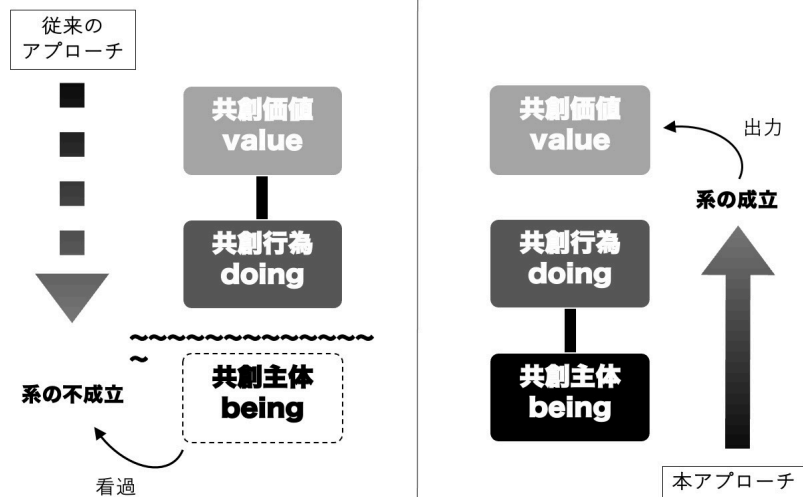 従来の
アプローチ
共創価値
value
共創行為
doing
〜〜〜〜〜〜〜〜〜〜〜〜〜
〜
共創主体
being
系の不成立
看過
共創価値
value
出力
系の成立
共創行為
doing
共創主体
being
本アプローチ